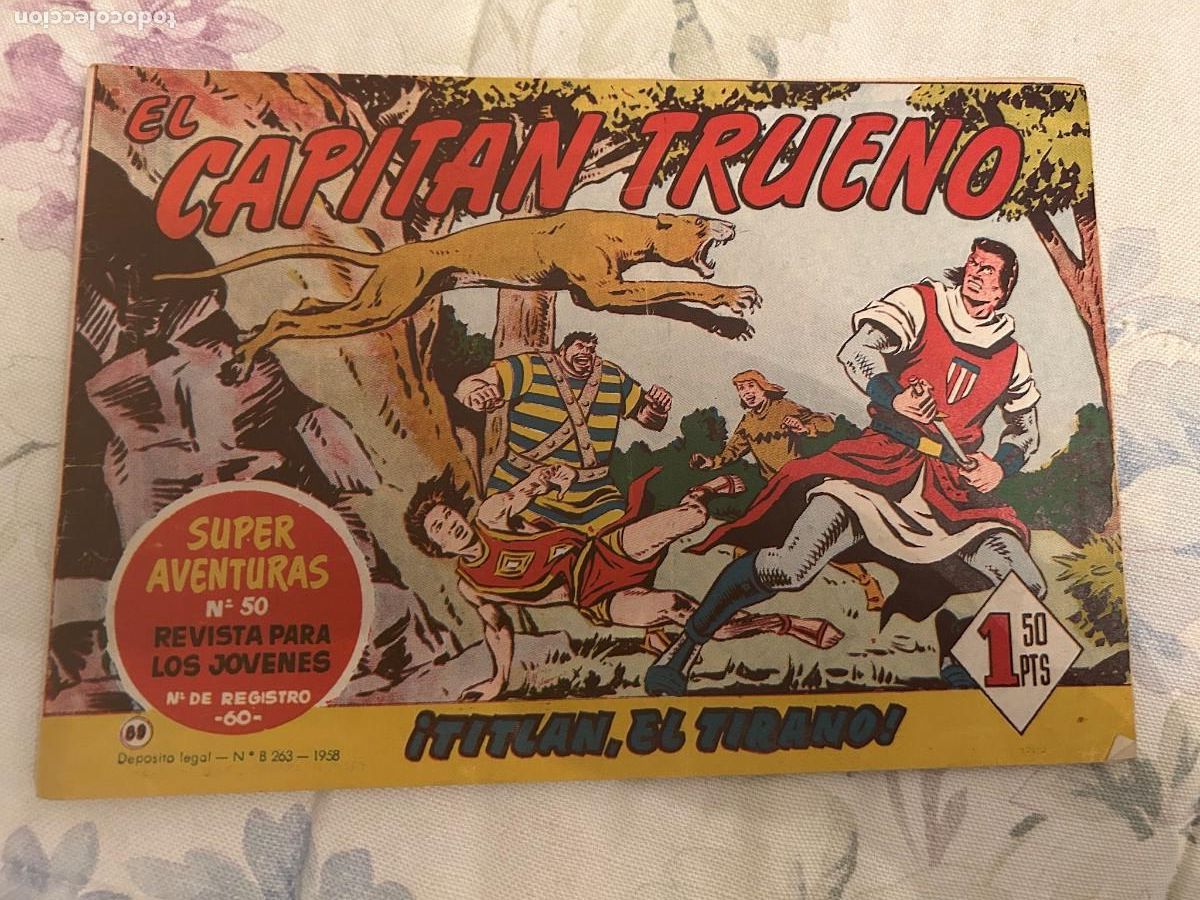 todocoleccion
EL
CAPITAN TRUENO
SUPER
AVENTURAS
Nº 50
REVISTA PARA
LOS JOVENES
Nº DE REGISTRO
-60-
1 50
PTS
69
¡TITLAN, EL TIRANO!
Deposito legal — Nº B 263 — 1958